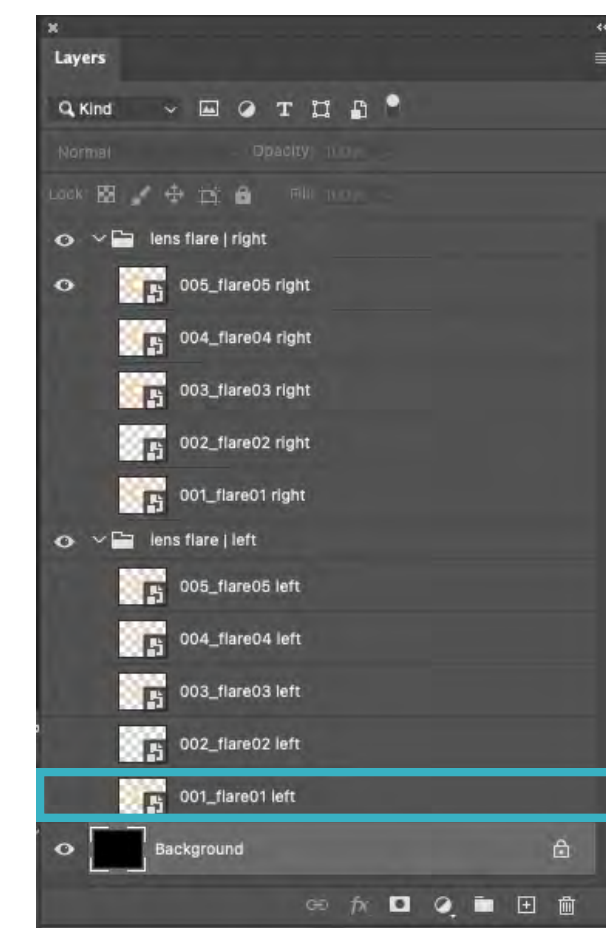 Layers
Kind
Normal Opacity:
Lock: Fill:
lens flare | right
005_flare05 right
004_flare04 right
003_flare03 right
002_flare02 right
001_flare01 right
lens flare | left
005_flare05 left
004_flare04 left
003_flare03 left
002_flare02 left
001_flare01 left
Background
fx